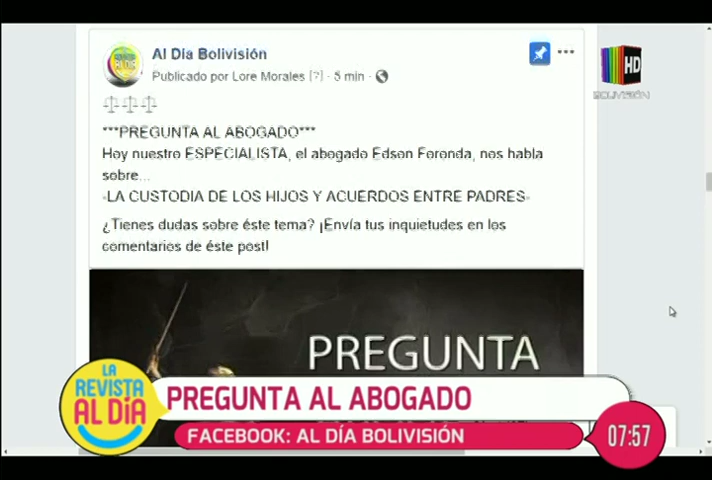 Al Día Bolivisión
Publicado por Lore Morales [?] · 5 min ·
***PREGUNTA AL ABOGADO***
Hoy nuestro ESPECIALISTA, el abogado Edson Foronda, nos habla
sobre...
-LA CUSTODIA DE LOS HIJOS Y ACUERDOS ENTRE PADRES-
¿Tienes dudas sobre éste tema? ¡Envía tus inquietudes en los
comentarios de éste post!
HD
BOLIVISIÓN
PREGUNTA
LA
REVISTA
AL DÍA
PREGUNTA AL ABOGADO
FACEBOOK: AL DÍA BOLIVISIÓN
07:57